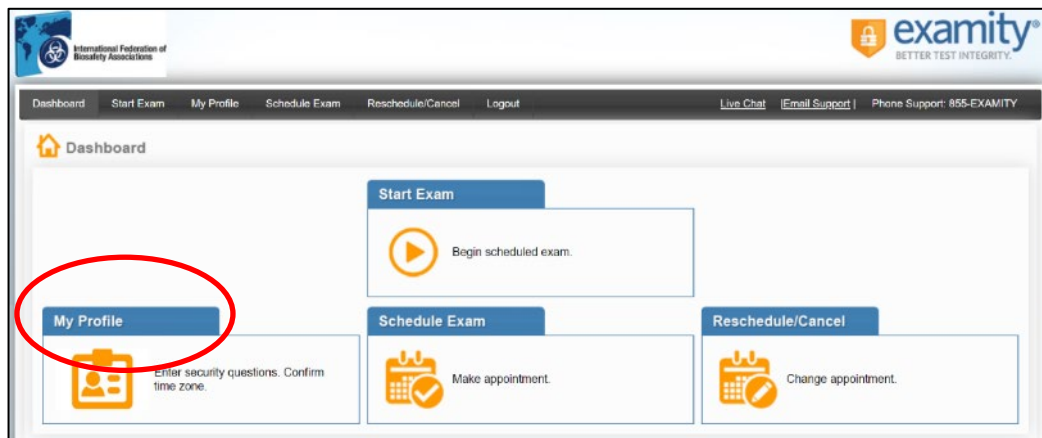 International Federation of
Biosafety Associations
examity®
BETTER TEST INTEGRITY.
Dashboard Start Exam My Profile Schedule Exam Reschedule/Cancel Logout Live Chat |Email Support | Phone Support: 855-EXAMITY
Dashboard
Start Exam
Begin scheduled exam.
My Profile
Enter security questions. Confirm
time zone.
Schedule Exam
Make appointment.
Reschedule/Cancel
Change appointment.